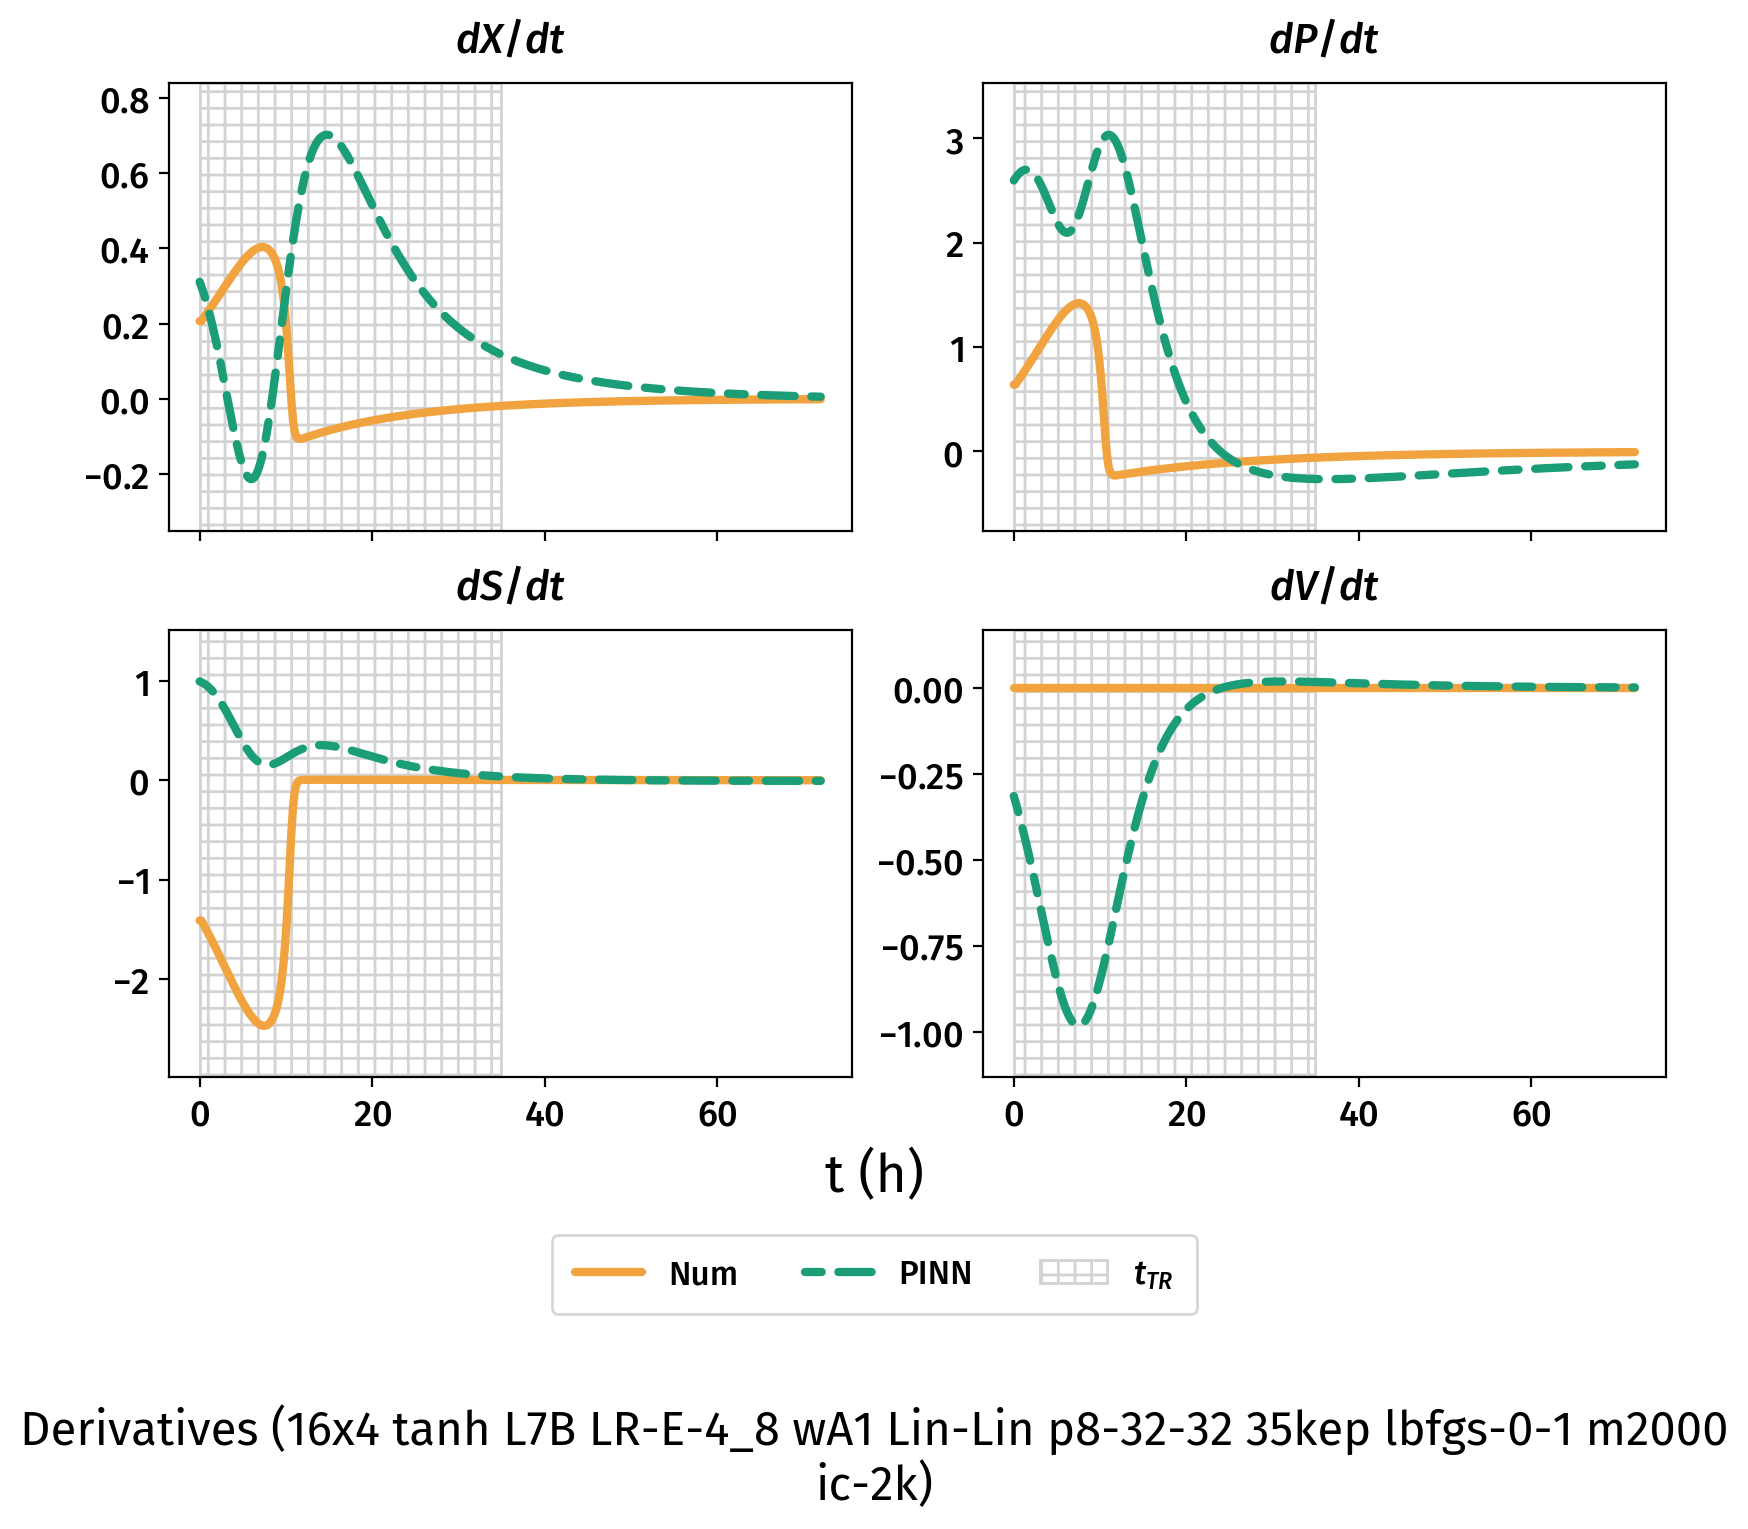 dX/dt
dP/dt
0.8
0.6
0.4
0.2
0.0
−0.2
3
2
1
0
dS/dt
dV/dt
1
0
−1
−2
0.00
−0.25
−0.50
−0.75
−1.00
0 20 40 60
0 20 40 60
t (h)
Num PINN tTR
Derivatives (16x4 tanh L7B LR-E-4_8 wA1 Lin-Lin p8-32-32 35kep lbfgs-0-1 m2000
ic-2k)